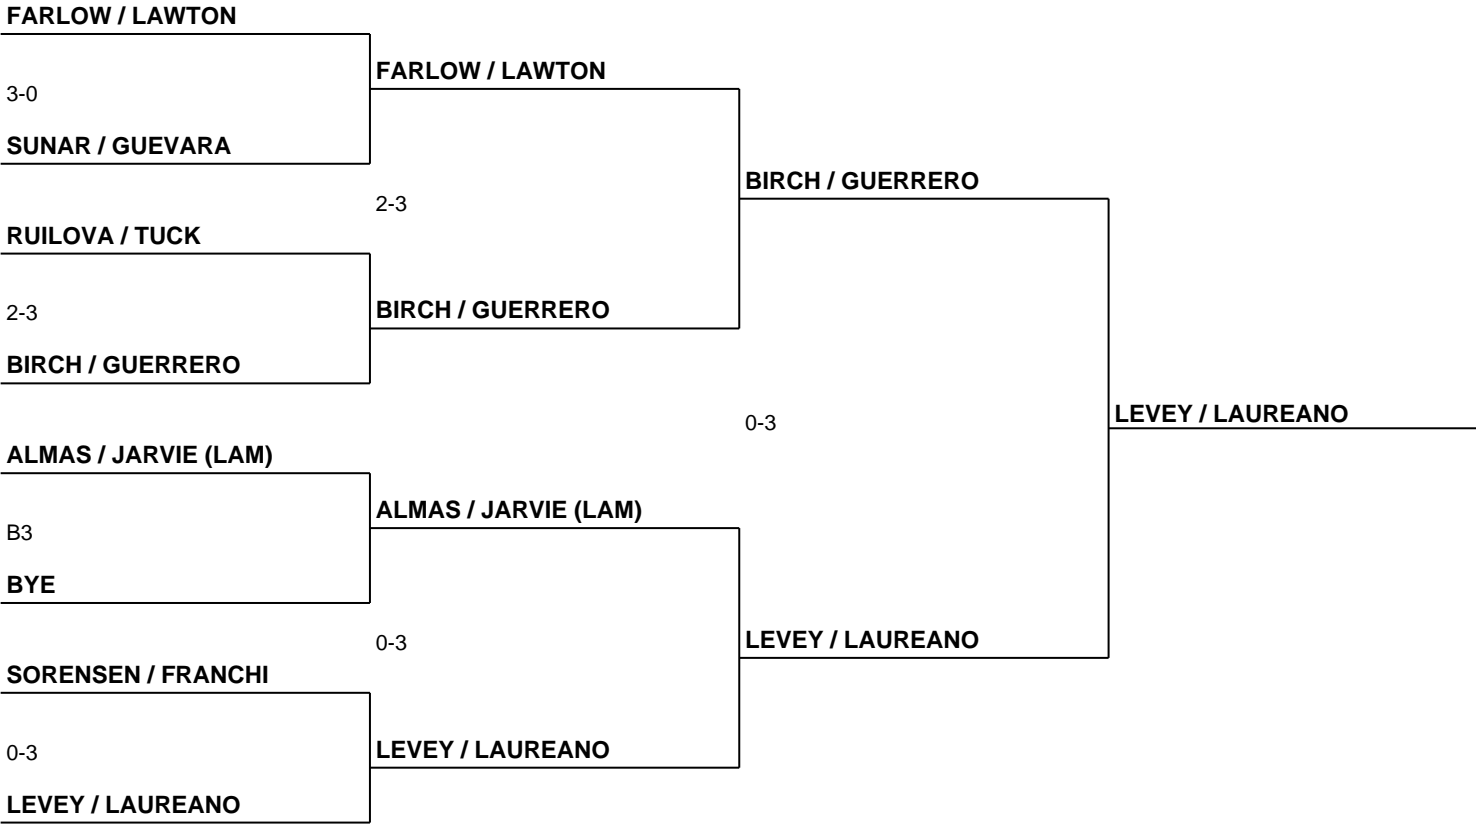 FARLOW / LAWTON
3-0
SUNAR / GUEVARA
RUILOVA / TUCK
2-3
BIRCH / GUERRERO
ALMAS / JARVIE (LAM)
B3
BYE
SORENSEN / FRANCHI
0-3
LEVEY / LAUREANO
FARLOW / LAWTON
2-3
BIRCH / GUERRERO
ALMAS / JARVIE (LAM)
0-3
LEVEY / LAUREANO
BIRCH / GUERRERO
0-3
LEVEY / LAUREANO
LEVEY / LAUREANO